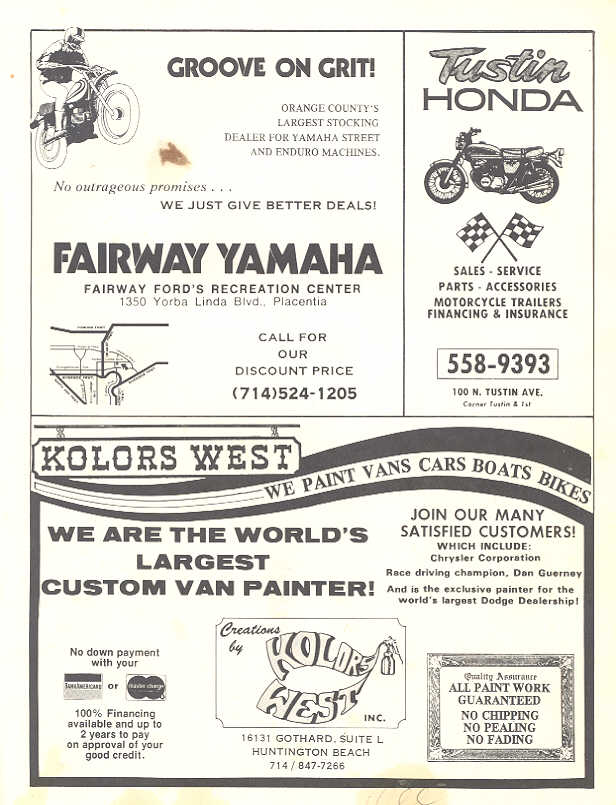 GROOVE ON GRIT!
ORANGE COUNTY'S
LARGEST STOCKING
DEALER FOR YAMAHA STREET
AND ENDURO MACHINES.
No outrageous promises . . .
WE JUST GIVE BETTER DEALS!
FAIRWAY YAMAHA
FAIRWAY FORD'S RECREATION CENTER
1350 Yorba Linda Blvd., Placentia
CALL FOR
OUR
DISCOUNT PRICE
(714)524-1205
Tustin
HONDA
SALES - SERVICE
PARTS - ACCESSORIES
MOTORCYCLE TRAILERS
FINANCING & INSURANCE
558-9393
100 N. TUSTIN AVE.
Corner Tustin & 1st
KOLORS WEST
WE PAINT VANS CARS BOATS BIKES
WE ARE THE WORLD'S
LARGEST
CUSTOM VAN PAINTER!
JOIN OUR MANY
SATISFIED CUSTOMERS!
WHICH INCLUDE:
Chrysler Corporation
Race driving champion, Dan Guerney
And is the exclusive painter for the
world's largest Dodge Dealership!
No down payment
with your
BANKAMERICARD or master charge
100% Financing
available and up to
2 years to pay
on approval of your
good credit.
Creations
by
KOLORS
WEST
INC.
16131 GOTHARD, SUITE L
HUNTINGTON BEACH
714 / 847-7266
Quality Assurance
ALL PAINT WORK
GUARANTEED
NO CHIPPING
NO PEALING
NO FADING